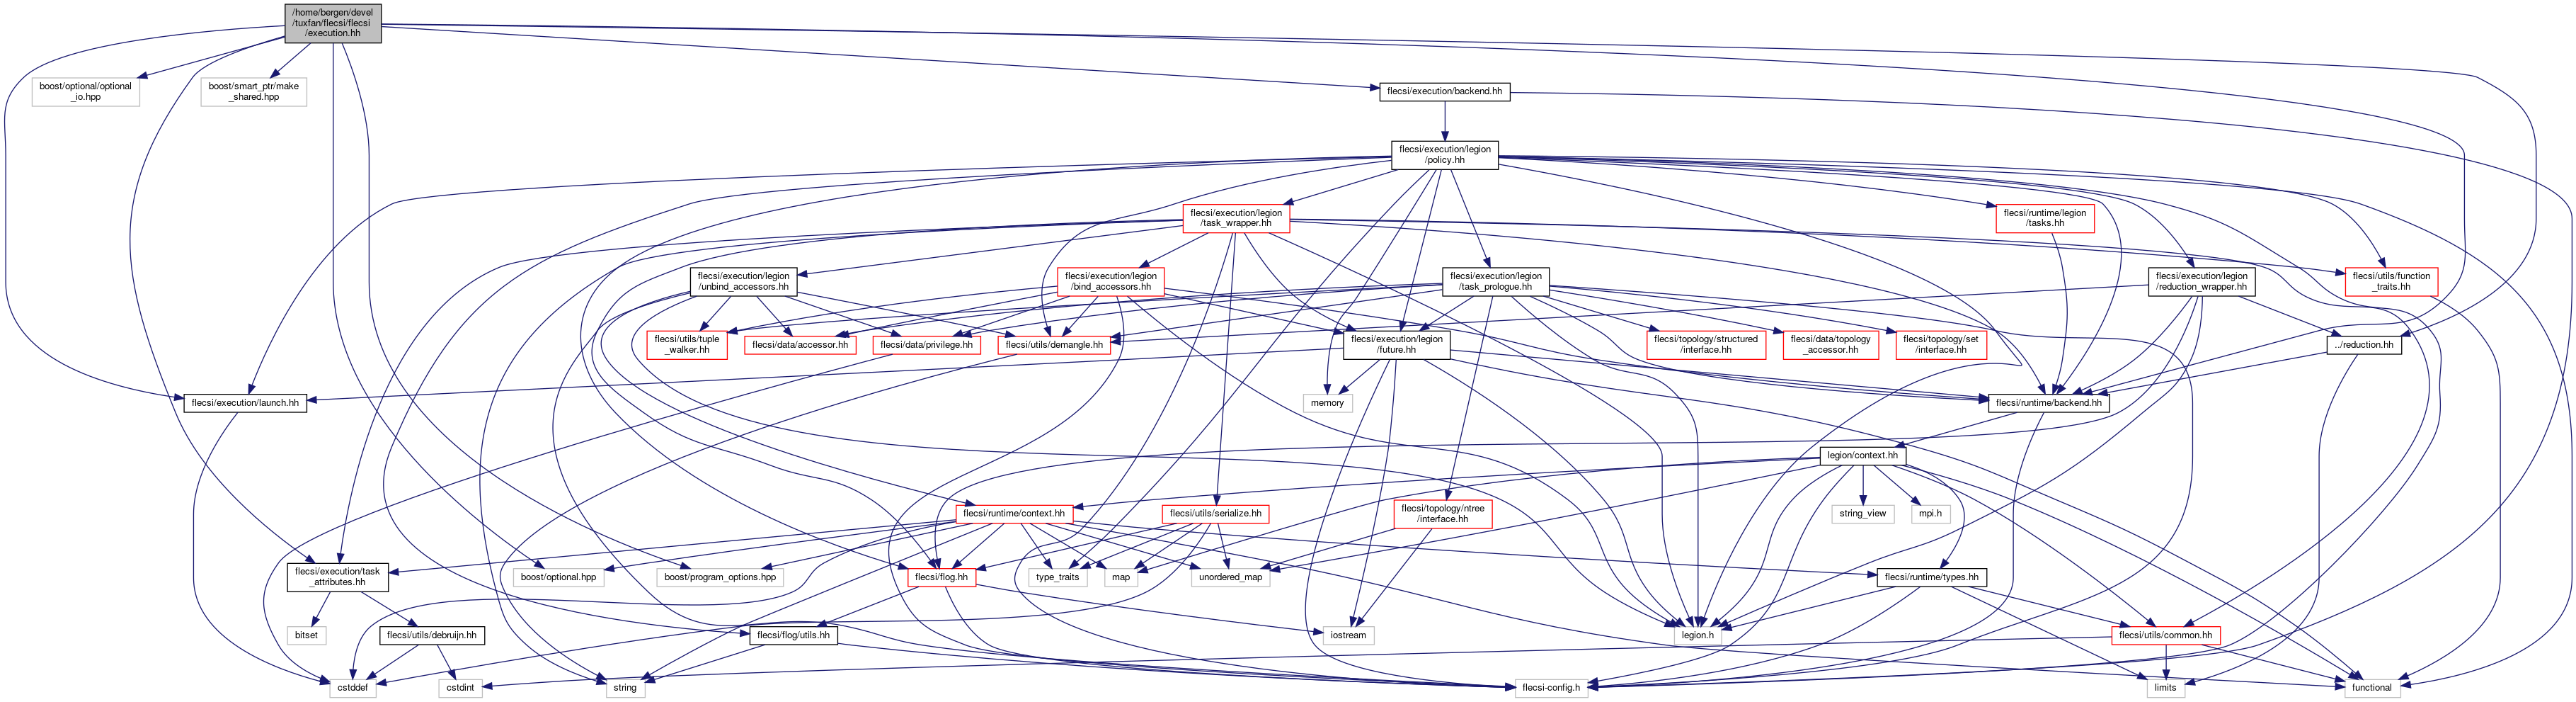 /home/bergen/devel
/tuxfan/flecsi/flecsi
/execution.hh
boost/optional/optional
_io.hpp
boost/smart_ptr/make
_shared.hpp
flecsi/execution/backend.hh
flecsi/execution/legion
/policy.hh
flecsi/execution/legion
/task_wrapper.hh
flecsi/runtime/legion
/tasks.hh
flecsi/execution/legion
/unbind_accessors.hh
flecsi/execution/legion
/bind_accessors.hh
flecsi/execution/legion
/task_prologue.hh
flecsi/execution/legion
/reduction_wrapper.hh
flecsi/utils/function
_traits.hh
flecsi/utils/tuple
_walker.hh
flecsi/data/accessor.hh
flecsi/data/privilege.hh
flecsi/utils/demangle.hh
flecsi/execution/legion
/future.hh
flecsi/topology/structured
/interface.hh
flecsi/data/topology
_accessor.hh
flecsi/topology/set
/interface.hh
../reduction.hh
flecsi/execution/launch.hh
memory
flecsi/runtime/backend.hh
legion/context.hh
flecsi/runtime/context.hh
flecsi/utils/serialize.hh
flecsi/topology/ntree
/interface.hh
string_view
mpi.h
flecsi/execution/task
_attributes.hh
boost/optional.hpp
boost/program_options.hpp
flecsi/flog.hh
type_traits
map
unordered_map
flecsi/runtime/types.hh
bitset
flecsi/utils/debruijn.hh
flecsi/flog/utils.hh
iostream
legion.h
flecsi/utils/common.hh
cstddef
cstdint
string
flecsi-config.h
limits
functional